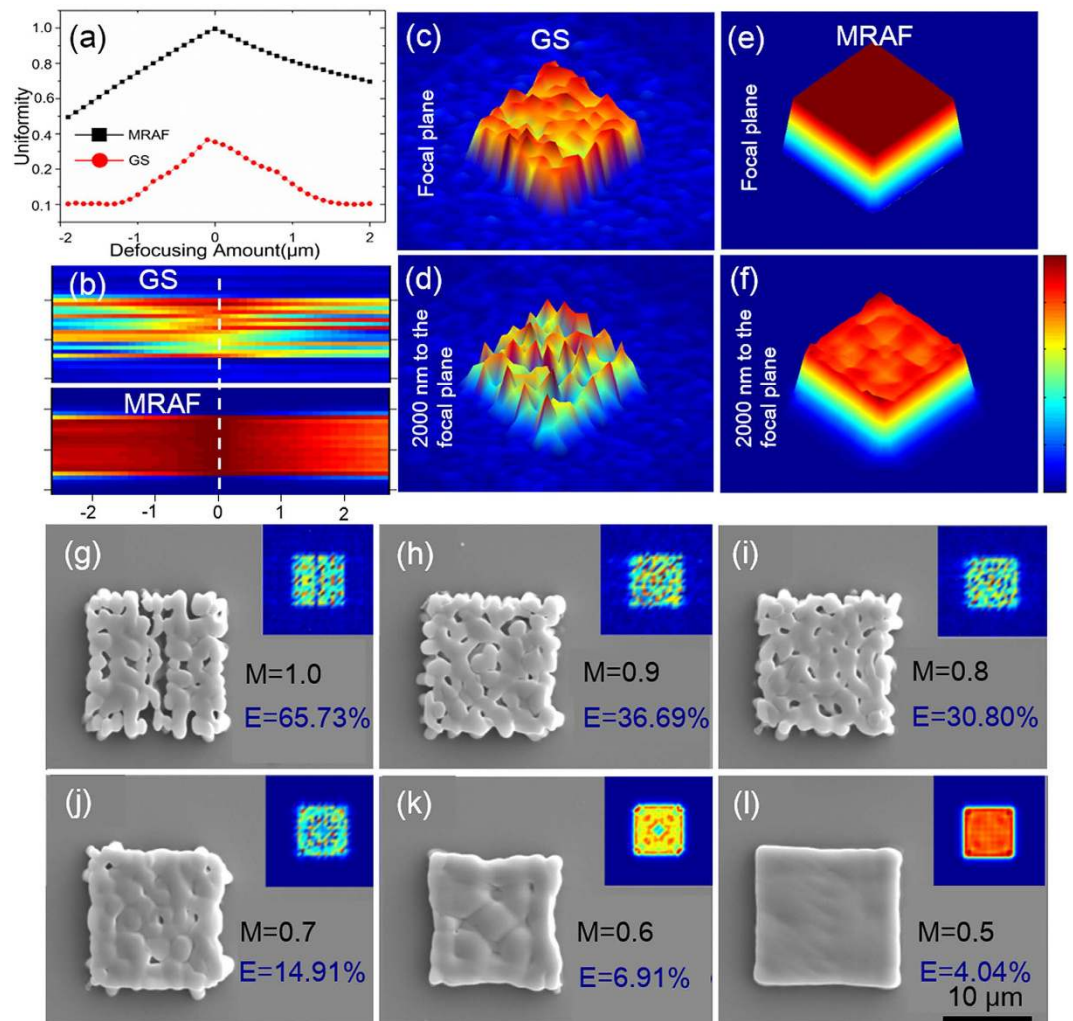 (a)
Uniformity
1.0
0.8
0.6
0.4
0.2
0.1
MRAF
GS
-2
-1
0
1
2
Defocusing Amount(μm)
(b)
GS
MRAF
-2
-1
0
1
2
(c)
GS
Focal plane
(d)
2000 nm to the
focal plane
(e)
MRAF
Focal plane
(f)
2000 nm to the
focal plane
(g)
M=1.0
E=65.73%
(h)
M=0.9
E=36.69%
(i)
M=0.8
E=30.80%
(j)
M=0.7
E=14.91%
(k)
M=0.6
E=6.91%
(l)
M=0.5
E=4.04%
10 μm